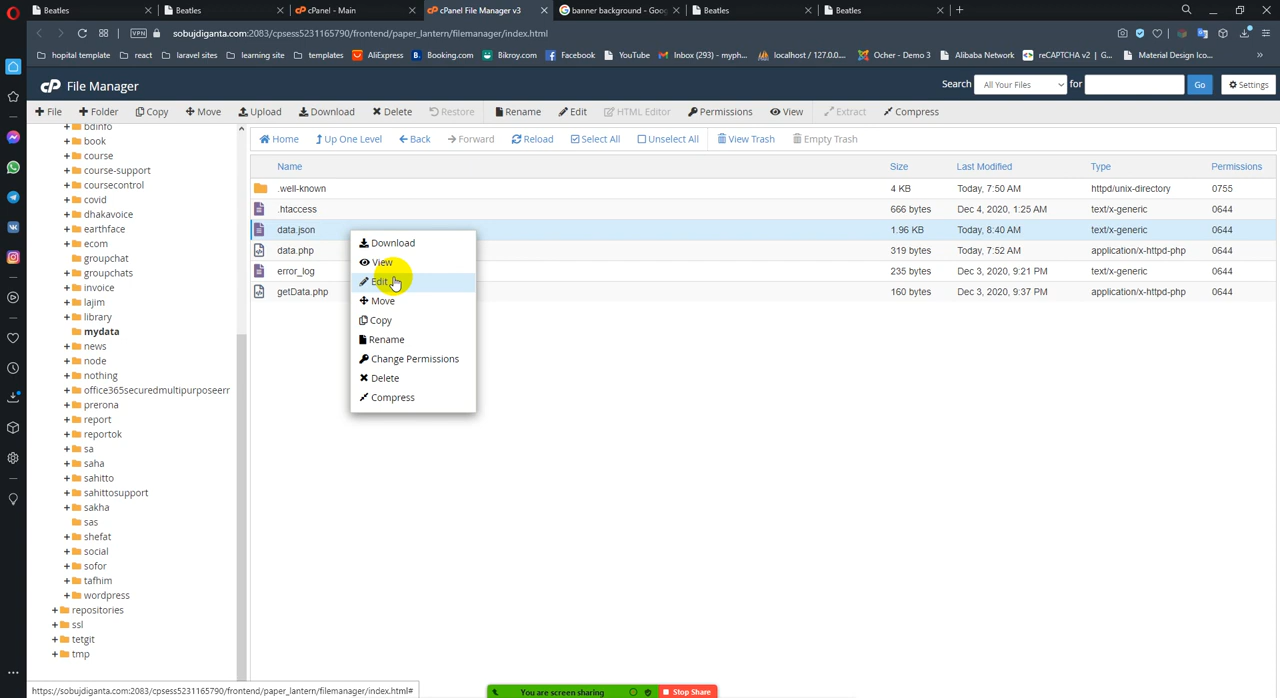 Beatles
Beatles
cPanel - Main
cPanel File Manager v3
banner background - Goog
Beatles
Beatles
VPN
sobujdiganta.com:2083/cpsess5231165790/frontend/paper_lantern/filemanager/index.html
hopital template
react
laravel sites
learning site
templates
AliExpress
Booking.com
Bikroy.com
Facebook
YouTube
Inbox (293) - myph...
localhost / 127.0.0....
Ocher - Demo 3
Alibaba Network
reCAPTCHA v2 | G...
Material Design Ico...
cP File Manager
Search
All Your Files
for
Go
Settings
File
Folder
Copy
Move
Upload
Download
Delete
Restore
Rename
Edit
HTML Editor
Permissions
View
Extract
Compress
Home
Up One Level
Back
Forward
Reload
Select All
Unselect All
View Trash
Empty Trash
bdinfo
book
course
course-support
coursecontrol
covid
dhakavoice
earthface
ecom
groupchat
groupchats
invoice
lajim
library
mydata
news
node
nothing
office365securedmultipurposeerr
prerona
report
reportok
sa
saha
sahitto
sahittosupport
sakha
sas
shefat
social
sofor
tafhim
wordpress
repositories
ssl
tetgit
tmp
Name Size Last Modified Type Permissions
.well-known 4 KB Today, 7:50 AM httpd/unix-directory 0755
.htaccess 666 bytes Dec 4, 2020, 1:25 AM text/x-generic 0644
data.json 1.96 KB Today, 8:40 AM text/x-generic 0644
data.php 319 bytes Today, 7:52 AM application/x-httpd-php 0644
error_log 235 bytes Dec 3, 2020, 9:21 PM text/x-generic 0644
getData.php 160 bytes Dec 3, 2020, 9:37 PM application/x-httpd-php 0644
Download
View
Edit
Move
Copy
Rename
Change Permissions
Delete
Compress
https://sobujdiganta.com:2083/cpsess5231165790/frontend/paper_lantern/filemanager/index.html#
You are screen sharing
Stop Share